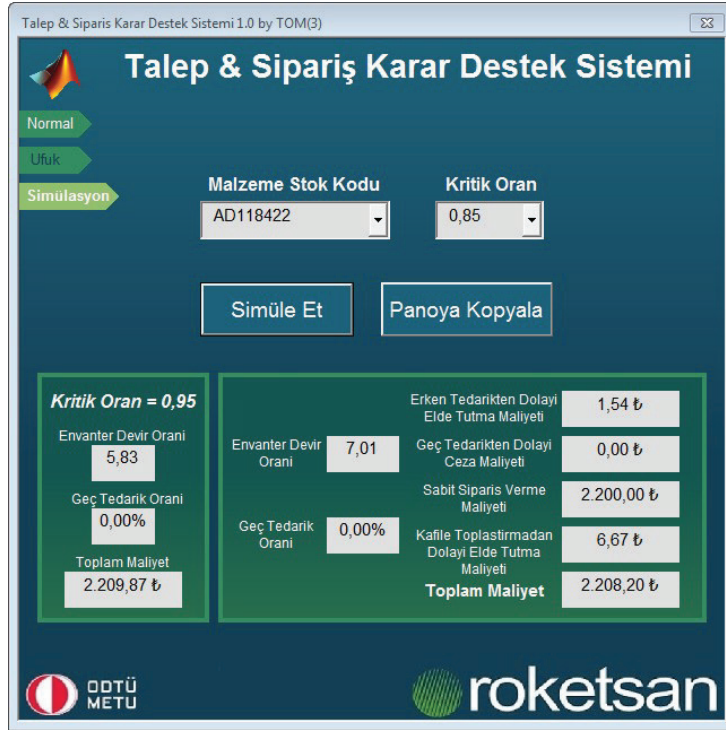 Talep & Siparis Karar Destek Sistemi 1.0 by TOM(3)
Talep & Sipariş Karar Destek Sistemi
Normal
Ufuk
Simülasyon
Malzeme Stok Kodu
AD118422
Kritik Oran
0,85
Simüle Et
Panoya Kopyala
Kritik Oran = 0,95
Envanter Devir Orani
5,83
Geç Tedarik Orani
0,00%
Toplam Maliyet
2.209,87 ₺
Envanter Devir
Orani
7,01
Geç Tedarik
Orani
0,00%
Erken Tedarikten Dolayi
Elde Tutma Maliyeti
1,54 ₺
Geç Tedarikten Dolayi
Ceza Maliyeti
0,00 ₺
Sabit Siparis Verme
Maliyeti
2.200,00 ₺
Kafile Toplastirmadan
Dolayi Elde Tutma
Maliyeti
6,67 ₺
Toplam Maliyet
2.208,20 ₺
ODTÜ
METU
roketsan